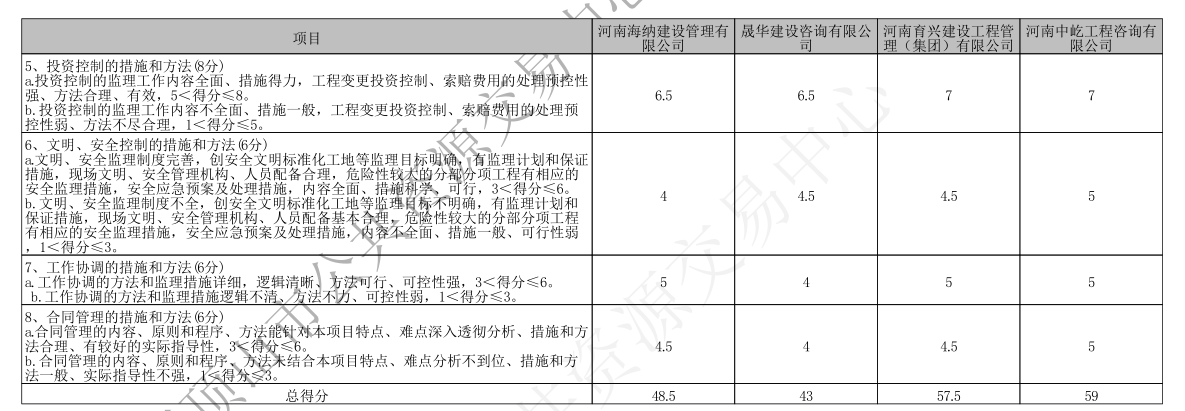 项目
河南海纳建设管理有
限公司
晟华建设咨询有限公
司
河南育兴建设工程管
理（集团）有限公司
河南中屹工程咨询有
限公司
5、投资控制的措施和方法(8分)
a.投资控制的监理工作内容全面、措施得力，工程变更投资控制、索赔费用的处理预控性
强、方法合理、有效，5<得分≤8。
b.投资控制的监理工作内容不全面、措施一般，工程变更投资控制、索赔费用的处理预
控性弱、方法不尽合理，1<得分≤5。
6.5
6.5
7
7
6、文明、安全控制的措施和方法(6分)
a.文明、安全监理制度完善，创安全文明标准化工地等监理目标明确，有监理计划和保证
措施，现场文明、安全管理机构、人员配备合理，危险性较大的分部分项工程有相应的
安全监理措施，安全应急预案及处理措施，内容全面、措施科学、可行，3<得分≤6。
b.文明、安全监理制度不全，创安全文明标准化工地等监理目标不明确，有监理计划和
保证措施，现场文明、安全管理机构、人员配备基本合理，危险性较大的分部分项工程
有相应的安全监理措施，安全应急预案及处理措施，内容不全面、措施一般、可行性弱
，1<得分≤3。
4
4.5
4.5
5
7、工作协调的措施和方法(6分)
a.工作协调的方法和监理措施详细，逻辑清晰、方法可行、可控性强，3<得分≤6。
b.工作协调的方法和监理措施逻辑不清、方法不力、可控性弱，1<得分≤3。
5
4
5
5
8、合同管理的措施和方法(6分)
a.合同管理的内容、原则和程序、方法能针对本项目特点、难点深入透彻分析、措施和方
法合理、有较好的实际指导性，3<得分≤6。
b.合同管理的内容、原则和程序、方法未结合本项目特点、难点分析不到位、措施和方
法一般、实际指导性不强，1<得分≤3。
4.5
4
4.5
5
总得分
48.5
43
57.5
59
顶山市公共资源交易中
共资源交易中心